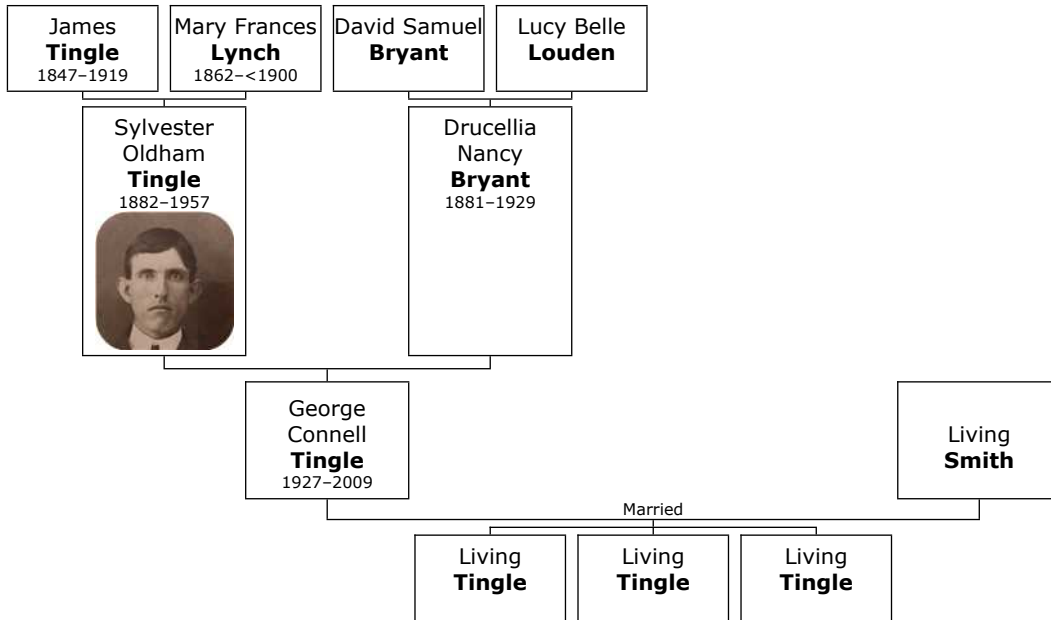 James
Tingle
1847–1919
Mary Frances
Lynch
1862–<1900
David Samuel
Bryant
Lucy Belle
Louden
Sylvester
Oldham
Tingle
1882–1957
Drucellia
Nancy
Bryant
1881–1929
George
Connell
Tingle
1927–2009
Living
Smith
Married
Living
Tingle
Living
Tingle
Living
Tingle